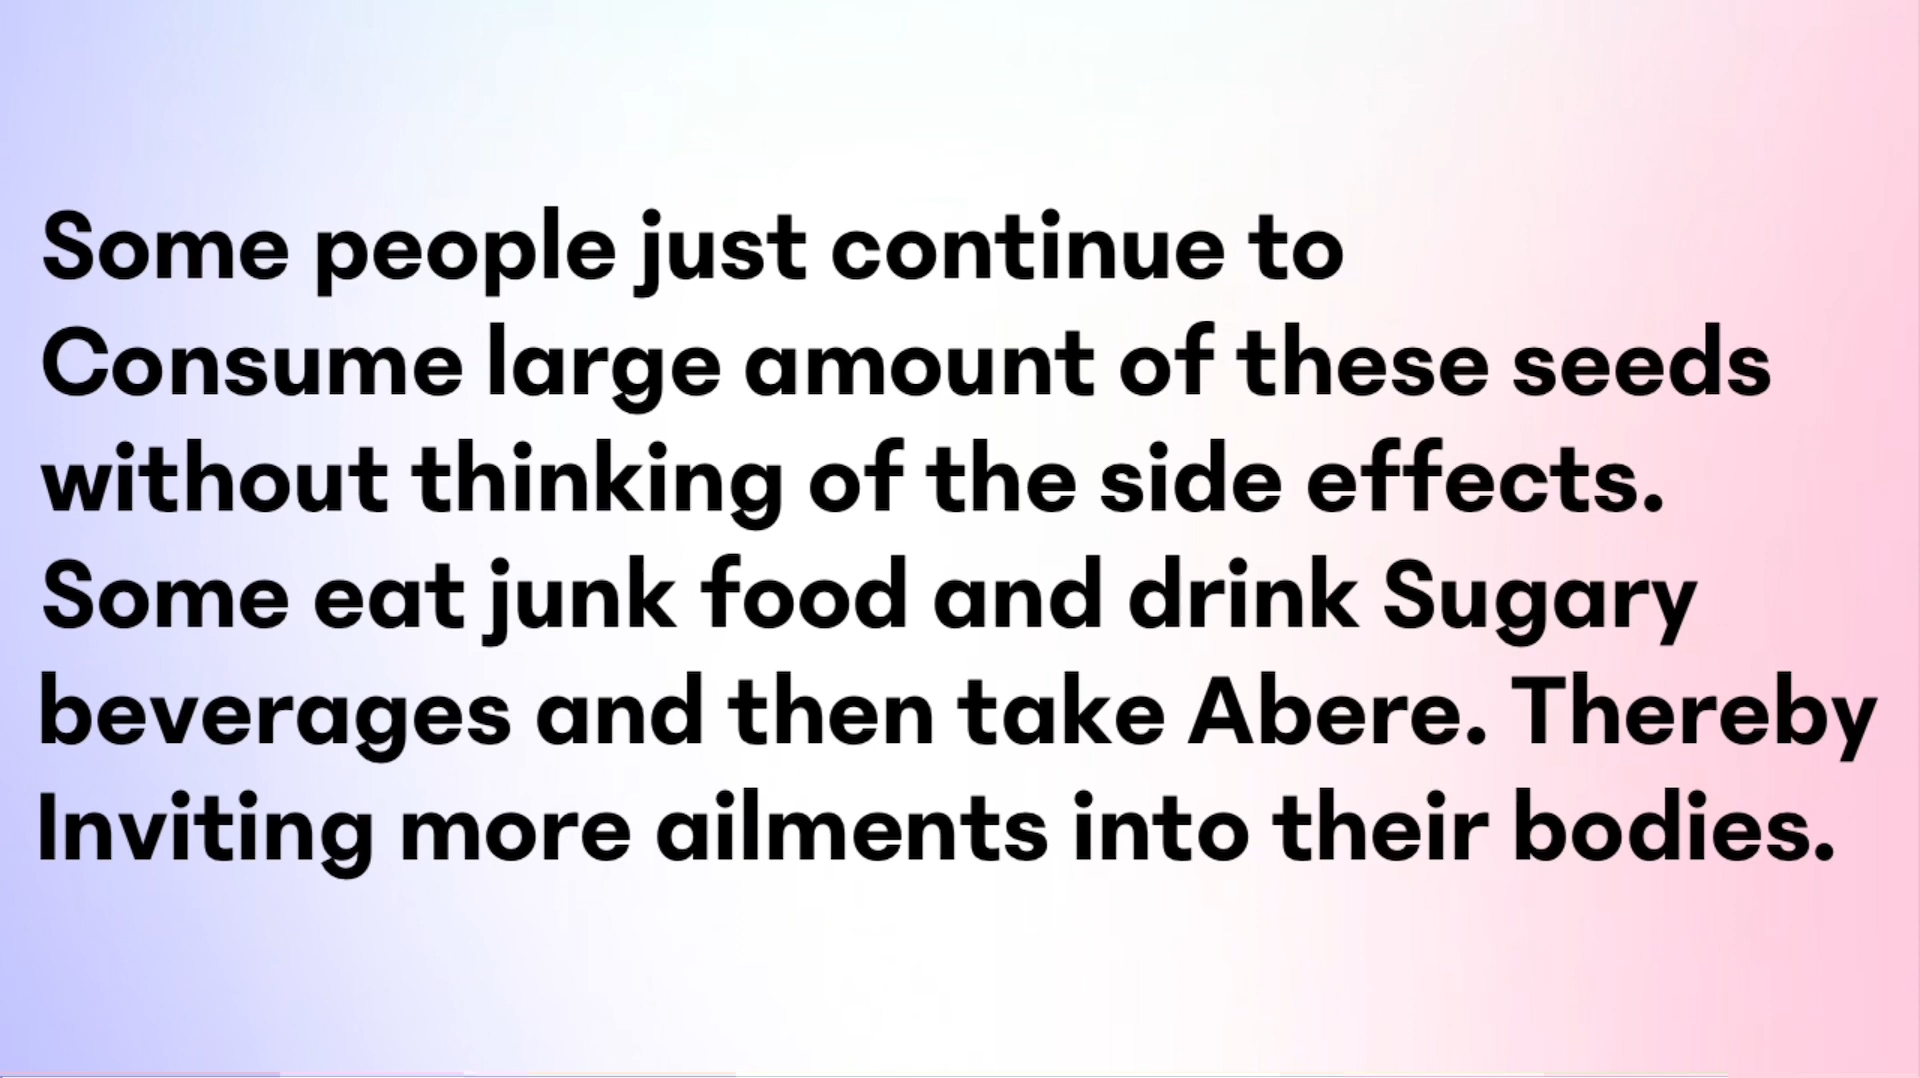 Some people just continue to
Consume large amount of these seeds
without thinking of the side effects.
Some eat junk food and drink Sugary
beverages and then take Abere. Thereby
Inviting more ailments into their bodies.